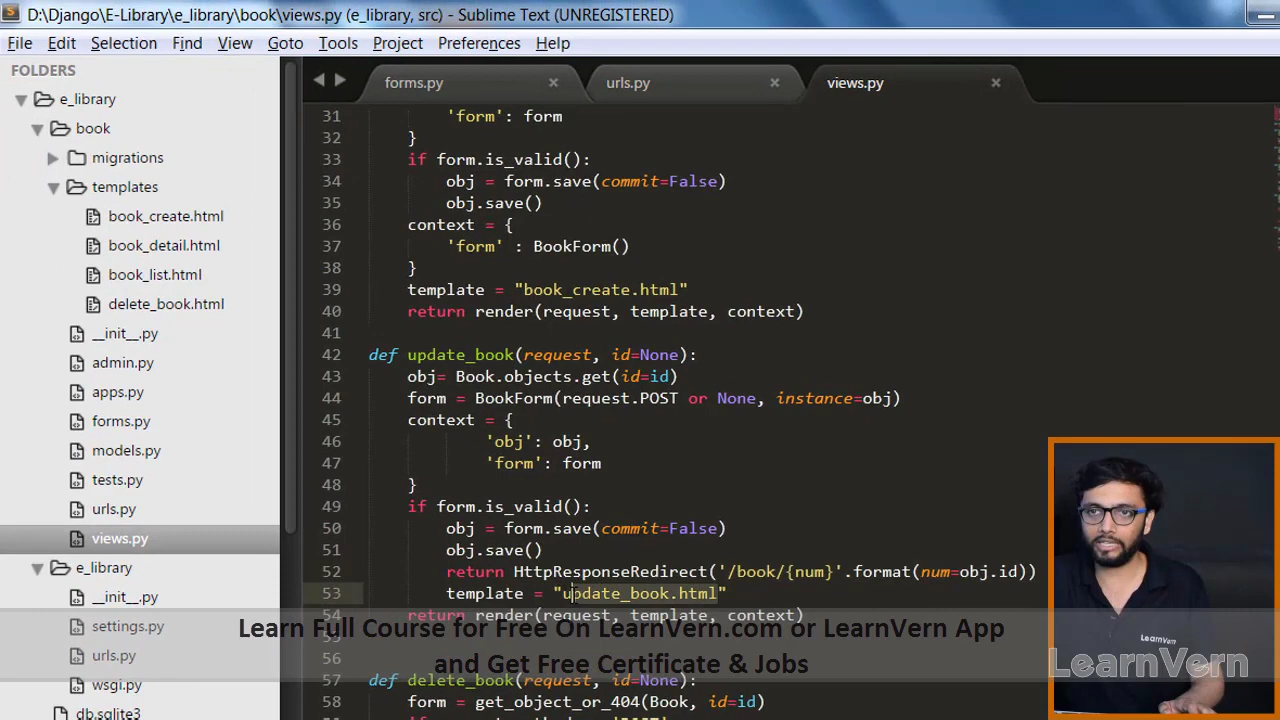 D:\Django\E-Library\e_library\book\views.py (e_library, src) - Sublime Text (UNREGISTERED)
File Edit Selection Find View Goto Tools Project Preferences Help
FOLDERS
e_library
book
migrations
templates
book_create.html
book_detail.html
book_list.html
delete_book.html
__init__.py
admin.py
apps.py
forms.py
models.py
tests.py
urls.py
views.py
e_library
__init__.py
settings.py
urls.py
wsgi.py
db.sqlite3
forms.py × urls.py × views.py ×
31 'form': form
32 }
33 if form.is_valid():
34 obj = form.save(commit=False)
35 obj.save()
36 context = {
37 'form' : BookForm()
38 }
39 template = "book_create.html"
40 return render(request, template, context)
41
42 def update_book(request, id=None):
43 obj= Book.objects.get(id=id)
44 form = BookForm(request.POST or None, instance=obj)
45 context = {
46 'obj': obj,
47 'form': form
48 }
49 if form.is_valid():
50 obj = form.save(commit=False)
51 obj.save()
52 return HttpResponseRedirect('/book/{num}'.format(num=obj.id))
53 template = "update_book.html"
54 return render(request, template, context)
55
56
57 def delete_book(request, id=None):
58 form = get_object_or_404(Book, id=id)
Learn Full Course for Free On LearnVern.com or LearnVern App
and Get Free Certificate & Jobs
LearnVern
LearnVern